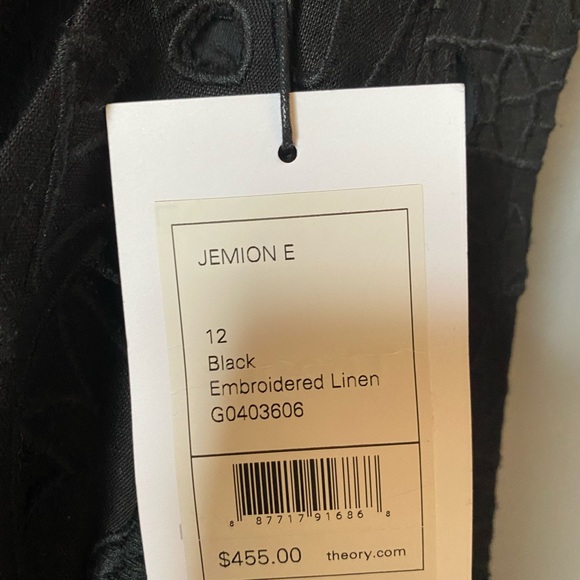 JEMION E
12
Black
Embroidered Linen
G0403606
8 87717 91686 8
$455.00 theory.com